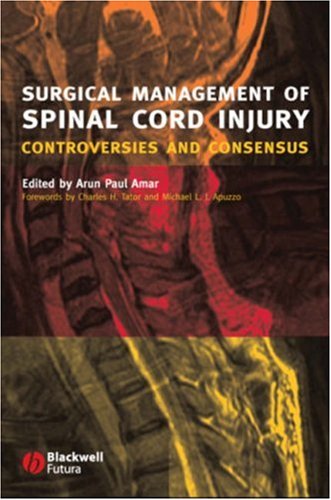 SURGICAL MANAGEMENT OF
SPINAL CORD INJURY
CONTROVERSIES AND CONSENSUS
Edited by Arun Paul Amar
Forewords by Charles H. Tator and Michael L. J. Apuzzo
Blackwell
Futura